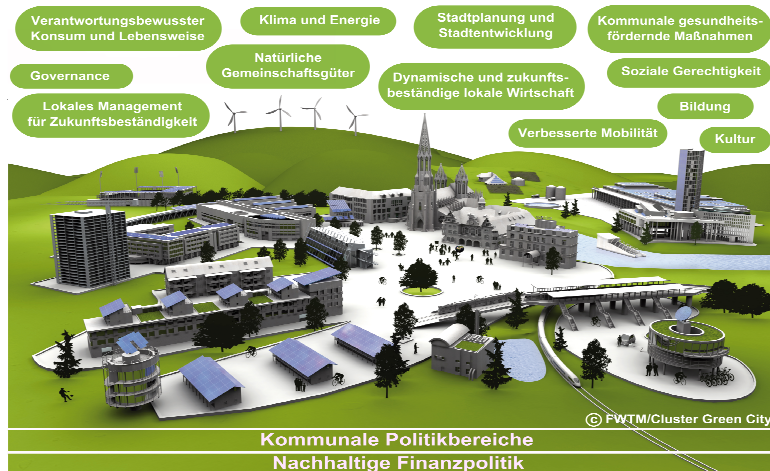 Verantwortungsbewusster
Konsum und Lebensweise
Klima und Energie
Stadtplanung und
Stadtentwicklung
Kommunale gesundheits-
fördernde Maßnahmen
Governance
Natürliche
Gemeinschaftsgüter
Dynamische und zukunfts-
beständige lokale Wirtschaft
Soziale Gerechtigkeit
Lokales Management
für Zukunftsbeständigkeit
Bildung
Verbesserte Mobilität
Kultur
© FWTM/Cluster Green City
Kommunale Politikbereiche
Nachhaltige Finanzpolitik